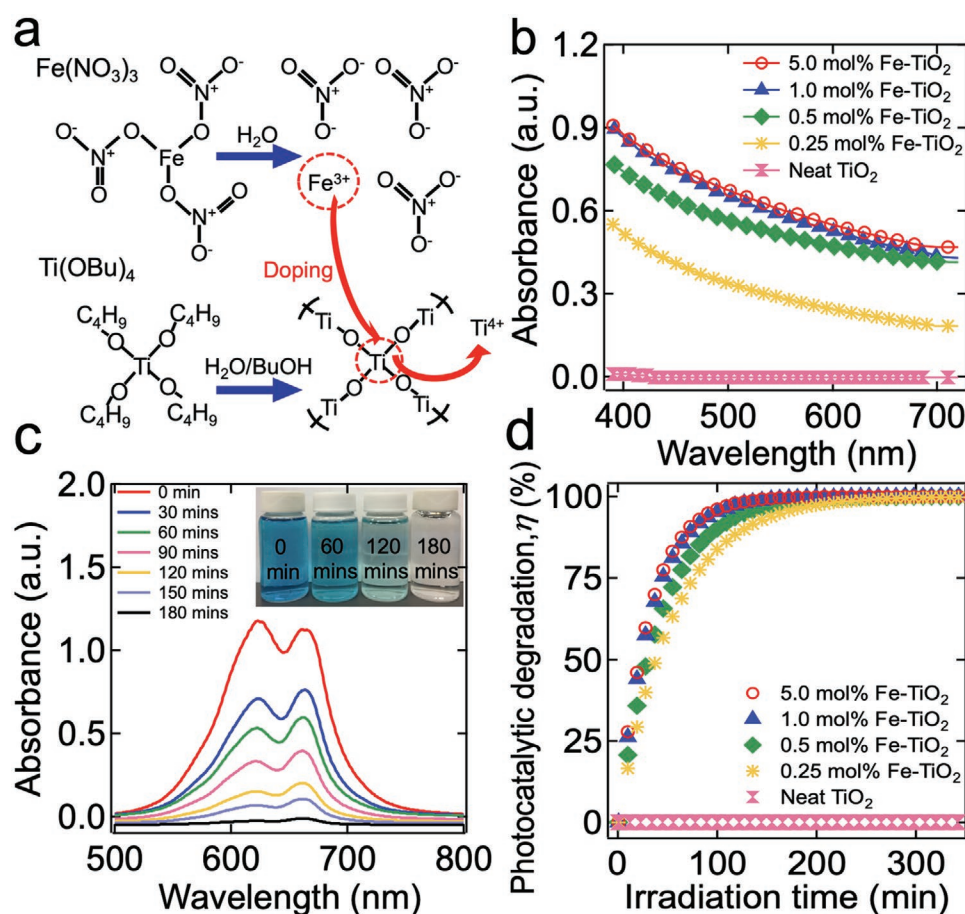 a
Fe(NO₃)₃
O
O⁻
N⁺
O
O⁻
O
N⁺
O
Fe
O
O
N⁺
O⁻
H₂O
O
O⁻
N⁺
O⁻
O
O⁻
N⁺
O⁻
Fe³⁺
O
O⁻
N⁺
O⁻
Doping
Ti(OBu)₄
C₄H₉
C₄H₉
O
O
Ti
O
O
C₄H₉
C₄H₉
H₂O/BuOH
Ti
Ti
O
O
Ti
O
O
Ti
Ti
Ti⁴⁺
b
Absorbance (a.u.)
1.2
0.9
0.6
0.3
0.0
5.0 mol% Fe-TiO₂
1.0 mol% Fe-TiO₂
0.5 mol% Fe-TiO₂
0.25 mol% Fe-TiO₂
Neat TiO₂
400 500 600 700
Wavelength (nm)
c
Absorbance (a.u.)
2.0
1.5
1.0
0.5
0.0
0 min
30 mins
60 mins
90 mins
120 mins
150 mins
180 mins
0
min
60
mins
120
mins
180
mins
500 600 700 800
Wavelength (nm)
d
Photocatalytic degradation, η (%)
100
75
50
25
0
5.0 mol% Fe-TiO₂
1.0 mol% Fe-TiO₂
0.5 mol% Fe-TiO₂
0.25 mol% Fe-TiO₂
Neat TiO₂
0 100 200 300
Irradiation time (min)